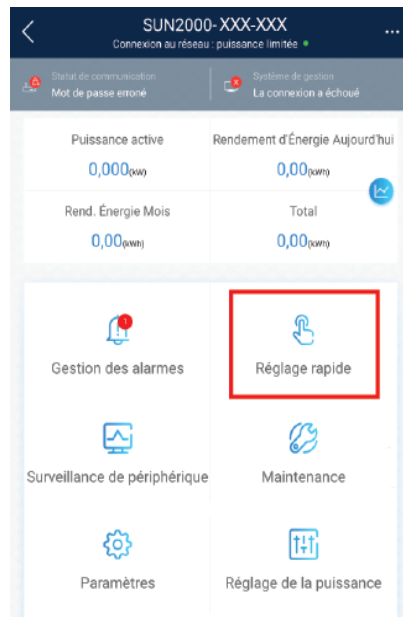 SUN2000-XXX-XXX
Connexion au réseau : puissance limitée
Statut de communication
Mot de passe erroné
Système de gestion
La connexion a échoué
Puissance active
0,000(kW)
Rendement d'Énergie Aujourd'hui
0,00(kWh)
Rend. Énergie Mois
0,00(kWh)
Total
0,00(kWh)
1
Gestion des alarmes
Réglage rapide
Surveillance de périphérique
Maintenance
Paramètres
Réglage de la puissance